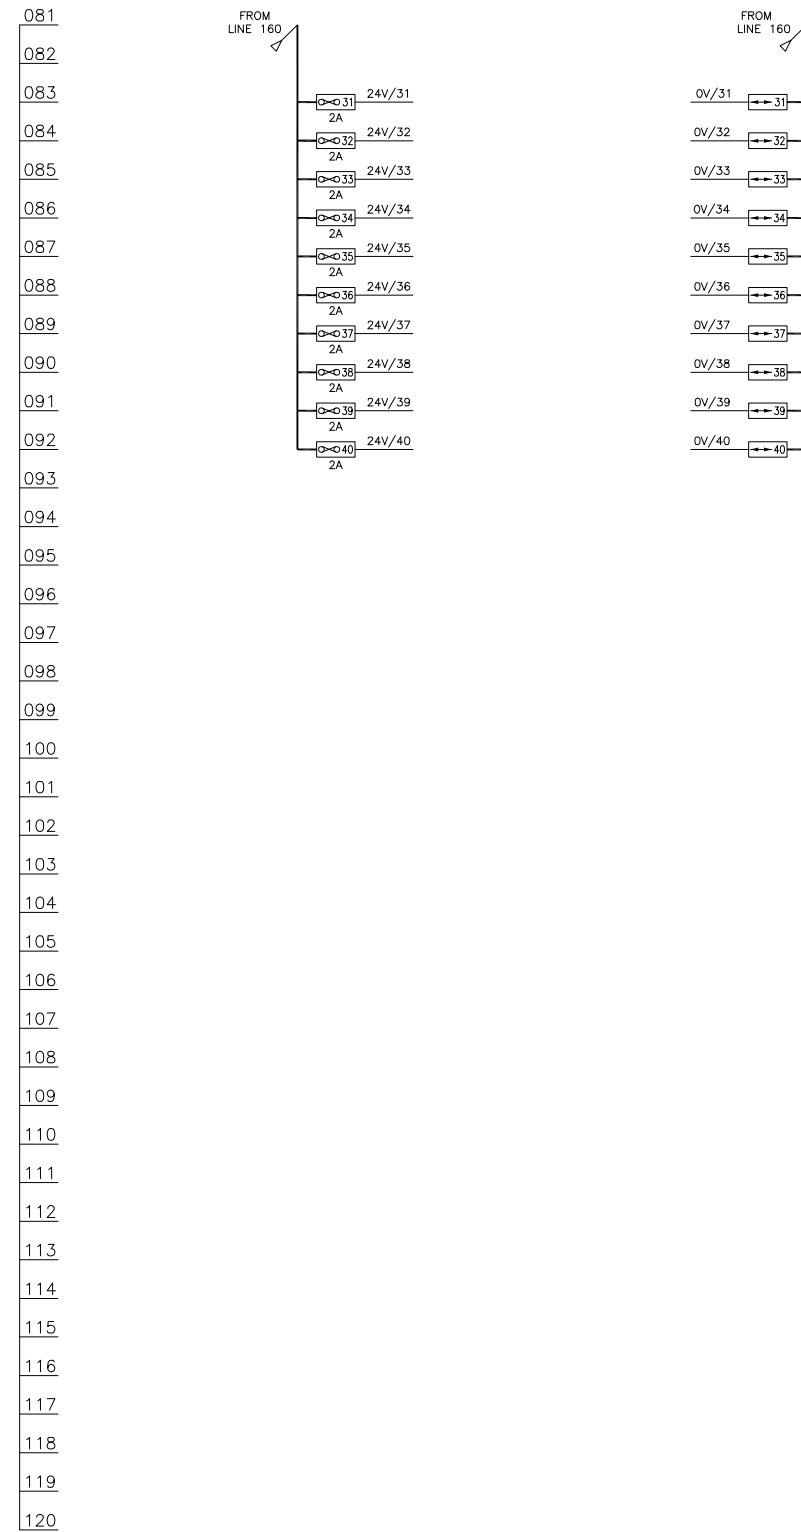 081
FROM
LINE 160
FROM
LINE 160
082
083
31
24V/31
2A
0V/31
31
084
32
24V/32
2A
0V/32
32
085
33
24V/33
2A
0V/33
33
086
34
24V/34
2A
0V/34
34
087
35
24V/35
2A
0V/35
35
088
36
24V/36
2A
0V/36
36
089
37
24V/37
2A
0V/37
37
090
38
24V/38
2A
0V/38
38
091
39
24V/39
2A
0V/39
39
092
40
24V/40
2A
0V/40
40
093
094
095
096
097
098
099
100
101
102
103
104
105
106
107
108
109
110
111
112
113
114
115
116
117
118
119
120